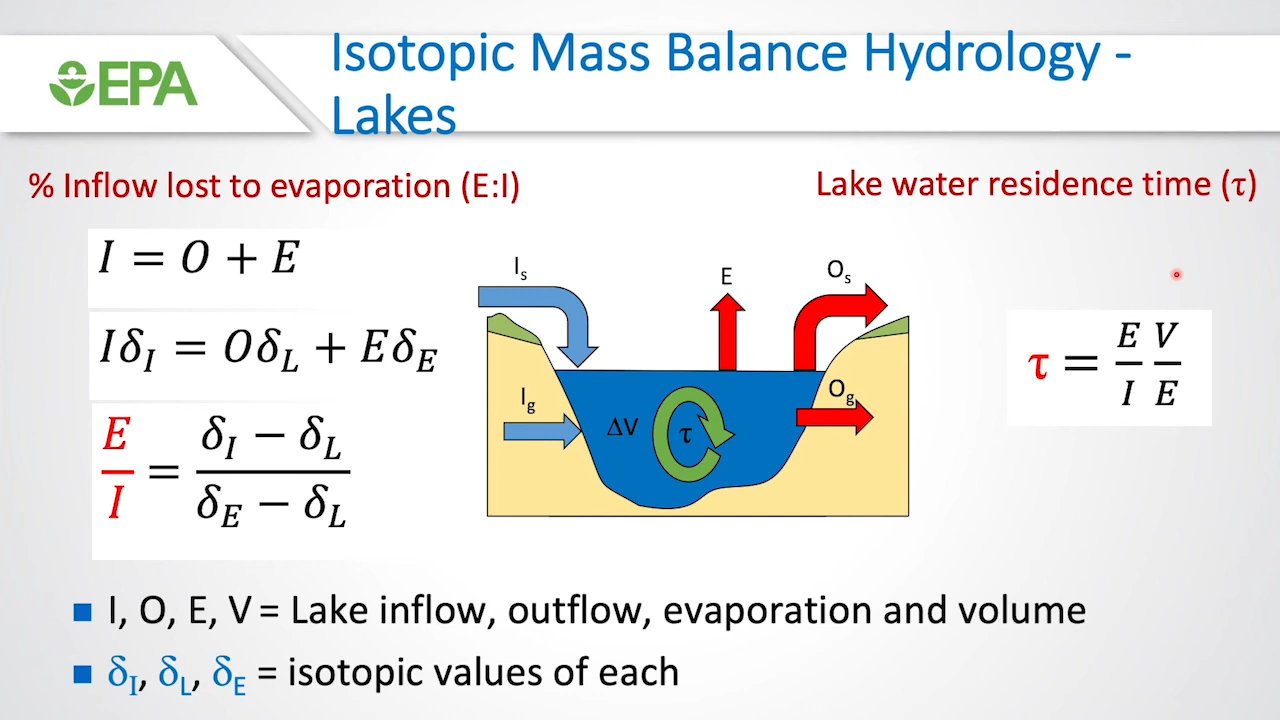 EPA
Isotopic Mass Balance Hydrology -
Lakes
% Inflow lost to evaporation (E:I)
Lake water residence time (τ)
I = O + E
Iδ_I = Oδ_L + Eδ_E
E/I = (δ_I − δ_L)/(δ_E − δ_L)
I_s
E
O_s
I_g
ΔV
τ
O_g
τ = E/I V/E
I, O, E, V = Lake inflow, outflow, evaporation and volume
δ_I, δ_L, δ_E = isotopic values of each